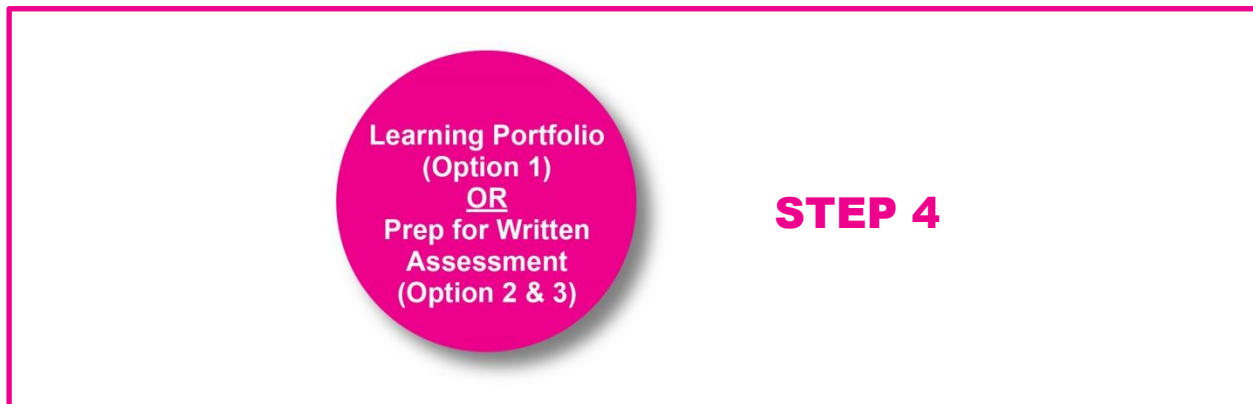 Learning Portfolio
(Option 1)
OR
Prep for Written
Assessment
(Option 2 & 3)
STEP 4